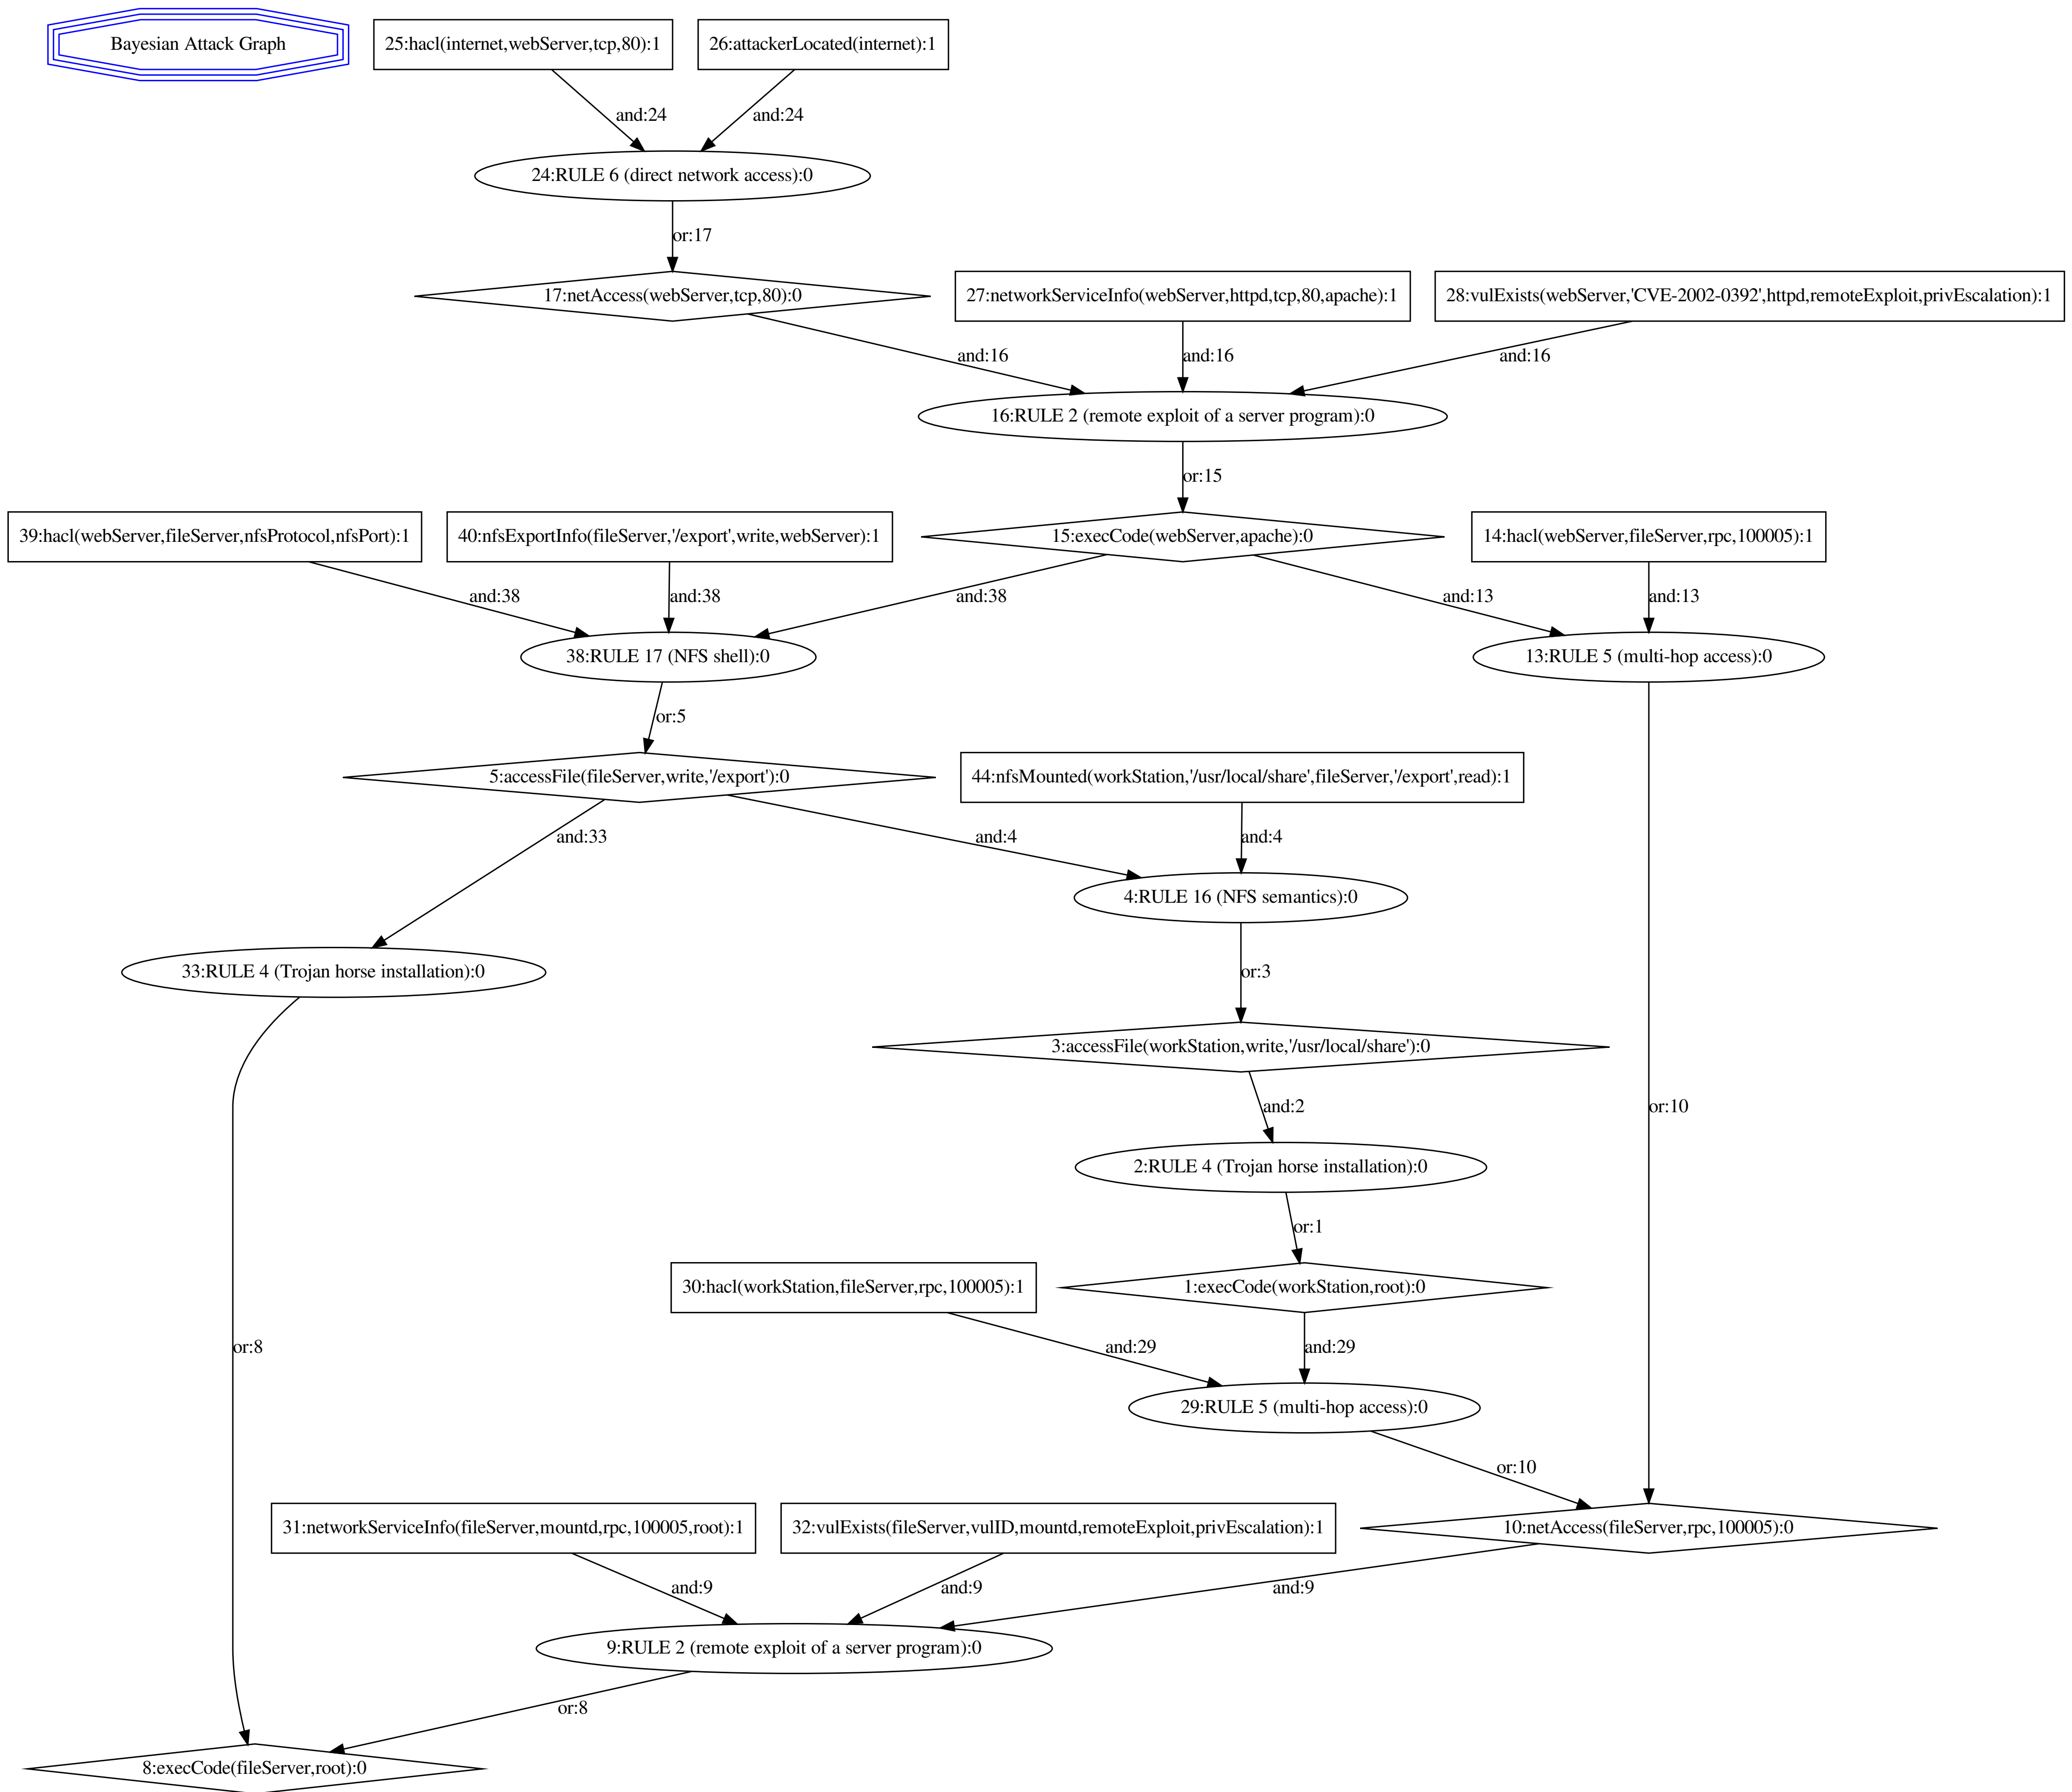 Bayesian Attack Graph
25:hacl(internet,webServer,tcp,80):1
26:attackerLocated(internet):1
and:24
and:24
24:RULE 6 (direct network access):0
or:17
17:netAccess(webServer,tcp,80):0
27:networkServiceInfo(webServer,httpd,tcp,80,apache):1
28:vulExists(webServer,'CVE-2002-0392',httpd,remoteExploit,privEscalation):1
and:16
and:16
and:16
16:RULE 2 (remote exploit of a server program):0
or:15
39:hacl(webServer,fileServer,nfsProtocol,nfsPort):1
40:nfsExportInfo(fileServer,'/export',write,webServer):1
15:execCode(webServer,apache):0
14:hacl(webServer,fileServer,rpc,100005):1
and:38
and:38
and:38
and:13
and:13
38:RULE 17 (NFS shell):0
13:RULE 5 (multi-hop access):0
or:5
5:accessFile(fileServer,write,'/export'):0
44:nfsMounted(workStation,'/usr/local/share',fileServer,'/export',read):1
and:33
and:4
and:4
4:RULE 16 (NFS semantics):0
33:RULE 4 (Trojan horse installation):0
or:3
3:accessFile(workStation,write,'/usr/local/share'):0
and:2
or:10
2:RULE 4 (Trojan horse installation):0
or:1
30:hacl(workStation,fileServer,rpc,100005):1
1:execCode(workStation,root):0
or:8
and:29
and:29
29:RULE 5 (multi-hop access):0
or:10
31:networkServiceInfo(fileServer,mountd,rpc,100005,root):1
32:vulExists(fileServer,vulID,mountd,remoteExploit,privEscalation):1
10:netAccess(fileServer,rpc,100005):0
and:9
and:9
and:9
9:RULE 2 (remote exploit of a server program):0
or:8
8:execCode(fileServer,root):0